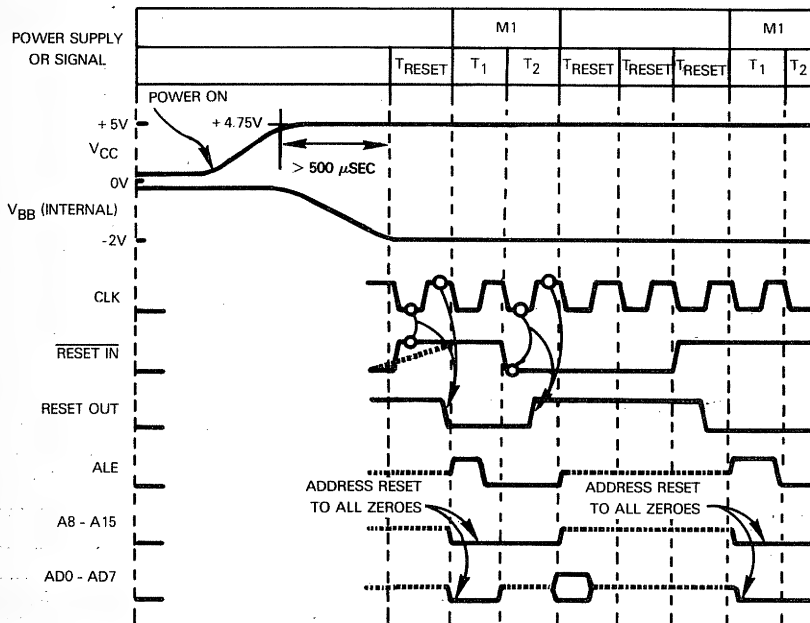 M1 M1
POWER SUPPLY
OR SIGNAL
TRESET T1 T2 TRESET TRESET TRESET T1 T2
POWER ON
+5V
+4.75V
VCC
> 500 μSEC
0V
VBB (INTERNAL)
-2V
CLK
RESET IN
RESET OUT
ALE
ADDRESS RESET
TO ALL ZEROES
ADDRESS RESET
TO ALL ZEROES
A8 - A15
AD0 - AD7